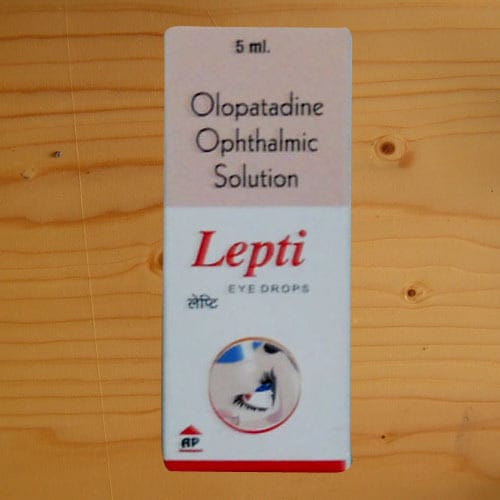 5 ml.
Olopatadine
Ophthalmic
Solution
Lepti
EYE DROPS
लेप्टि
AP